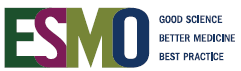 ESMO
GOOD SCIENCE
BETTER MEDICINE
BEST PRACTICE